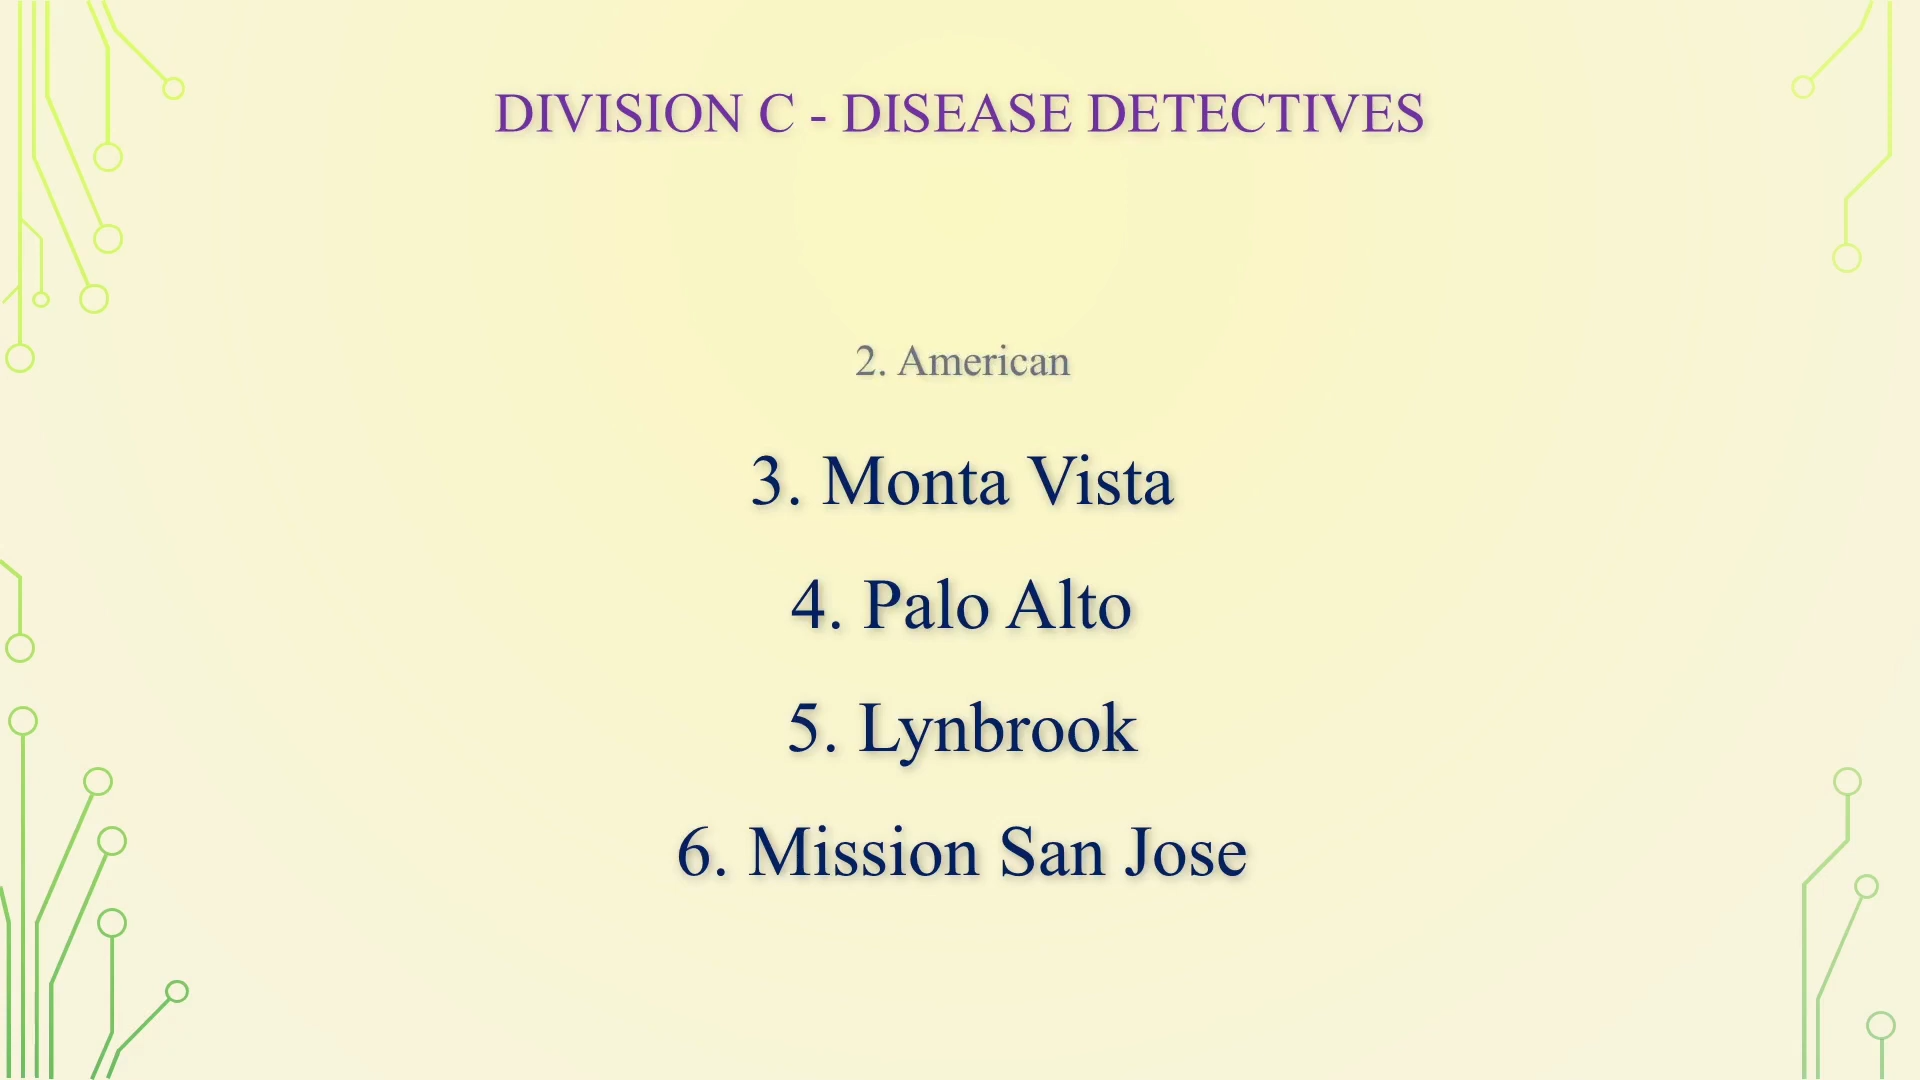 DIVISION C - DISEASE DETECTIVES
2. American
3. Monta Vista
4. Palo Alto
5. Lynbrook
6. Mission San Jose